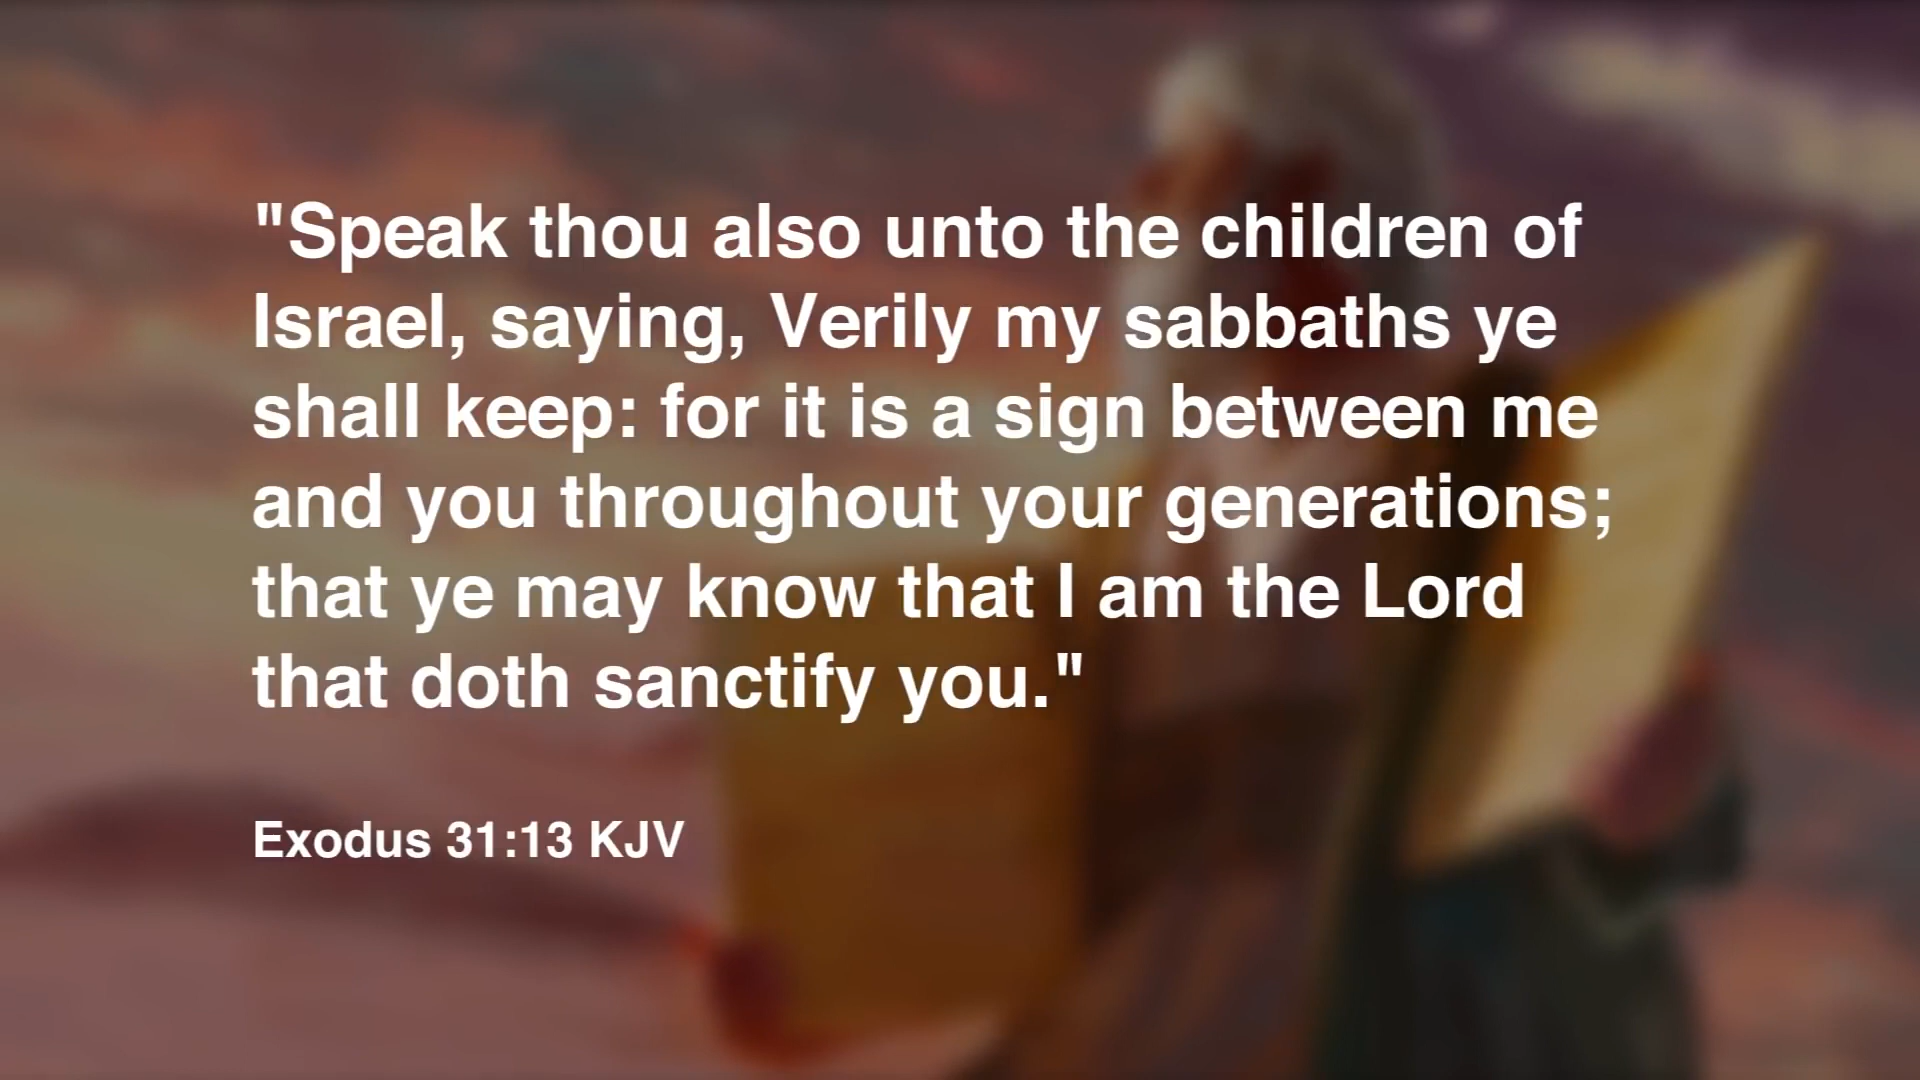 "Speak thou also unto the children of
Israel, saying, Verily my sabbaths ye
shall keep: for it is a sign between me
and you throughout your generations;
that ye may know that I am the Lord
that doth sanctify you."
Exodus 31:13 KJV